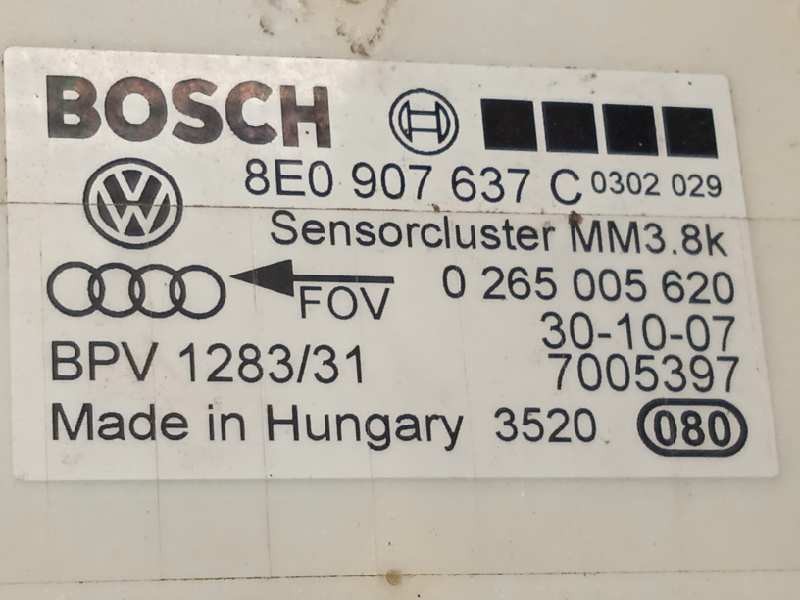 BOSCH
8E0 907 637 C 0302 029
Sensorcluster MM3.8k
FOV 0 265 005 620
30-10-07
BPV 1283/31 7005397
Made in Hungary 3520 080